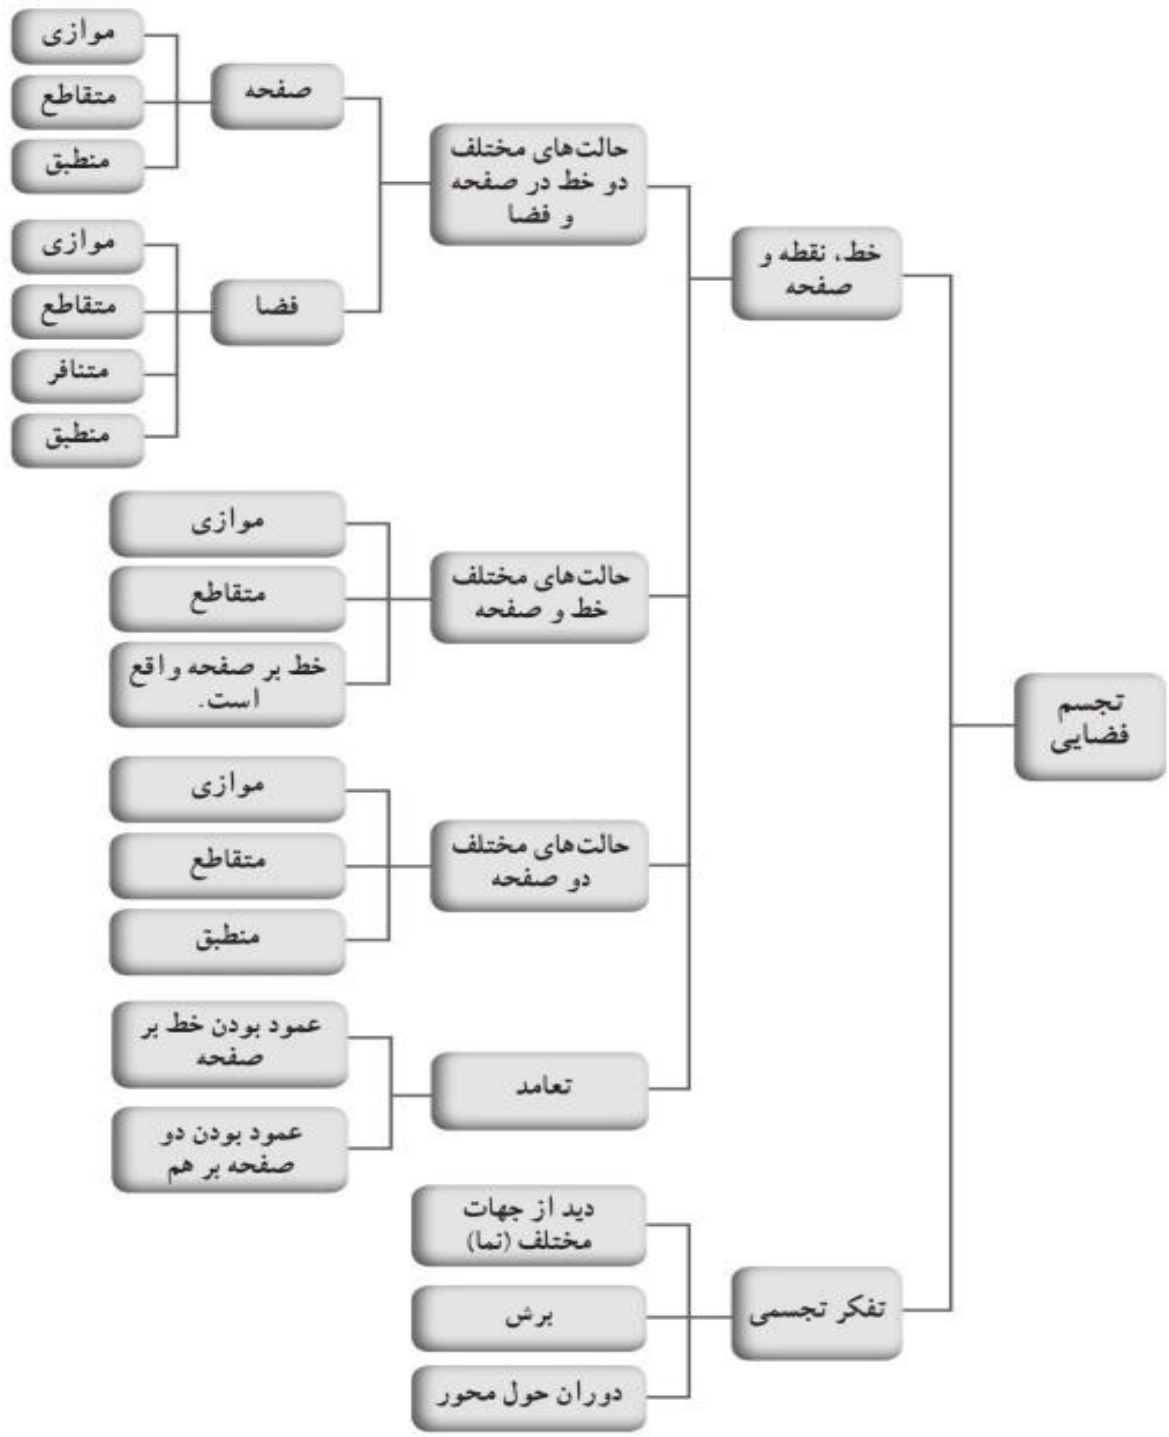 تجسم
فضایی
خط، نقطه و
صفحه
حالت‌های مختلف
دو خط در صفحه
و فضا
صفحه
موازی
متقاطع
منطبق
فضا
موازی
متقاطع
متنافر
منطبق
حالت‌های مختلف
خط و صفحه
موازی
متقاطع
خط بر صفحه واقع
است.
حالت‌های مختلف
دو صفحه
موازی
متقاطع
منطبق
تعامد
عمود بودن خط بر
صفحه
عمود بودن دو
صفحه بر هم
تفکر تجسمی
دید از جهات
مختلف (نما)
برش
دوران حول محور